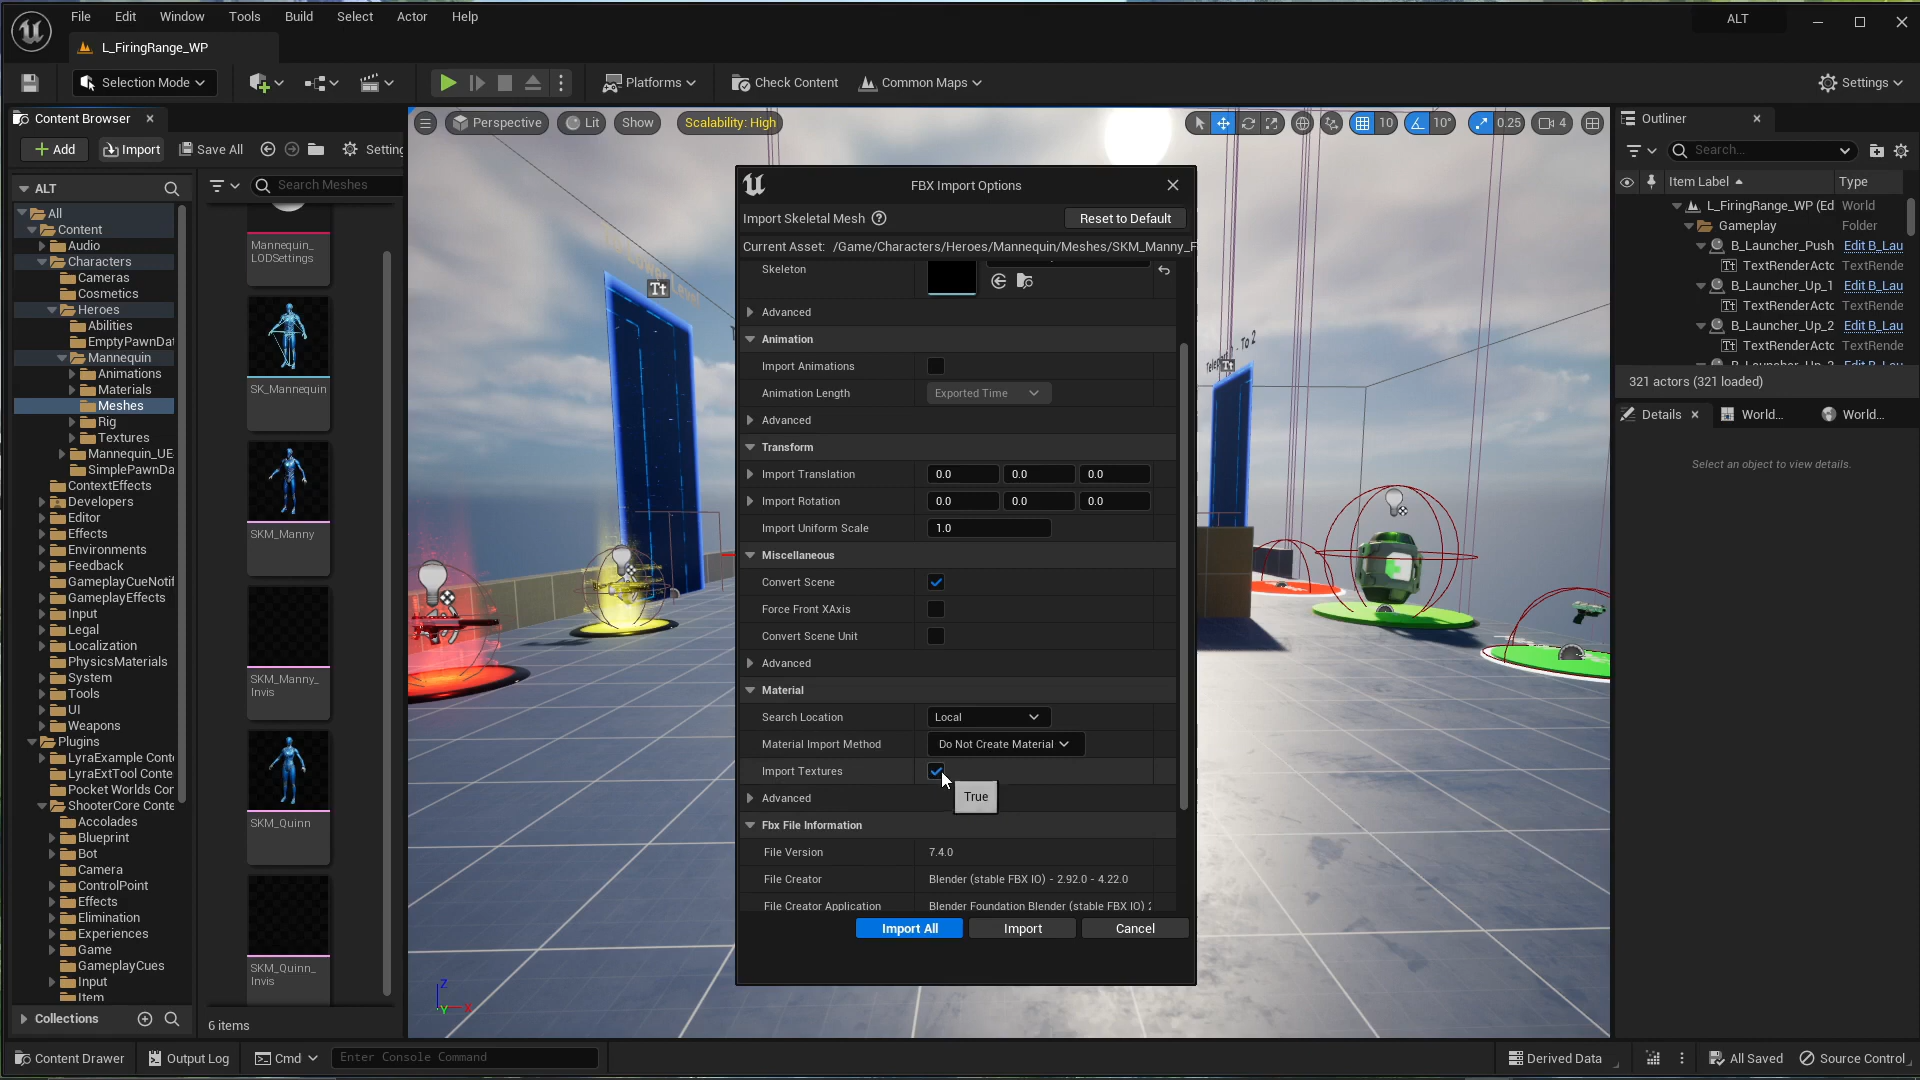 File Edit Window Tools Build Select Actor Help
ALT
L_FiringRange_WP
Selection Mode
Platforms
Check Content
Common Maps
Settings
Content Browser
Add
Import
Save All
Setting
ALT
All
Content
Audio
Characters
Cameras
Cosmetics
Heroes
Abilities
EmptyPawnDat
Mannequin
Animations
Materials
Meshes
Rig
Textures
Mannequin_UE
SimplePawnDa
ContextEffects
Developers
Editor
Effects
Environments
Feedback
GameplayCueNotif
GameplayEffects
Input
Legal
Localization
PhysicsMaterials
System
Tools
UI
Weapons
Plugins
LyraExample Conte
LyraExtTool Conte
Pocket Worlds Cor
ShooterCore Conte
Accolades
Blueprint
Bot
Camera
ControlPoint
Effects
Elimination
Experiences
Game
GameplayCues
Input
Item
Collections
Search Meshes
Mannequin_
LODSettings
SK_Mannequin
SKM_Manny
SKM_Manny_
Invis
SKM_Quinn
SKM_Quinn_
Invis
6 items
Perspective
Lit
Show
Scalability: High
10
10°
0.25
4
FBX Import Options
Import Skeletal Mesh
Reset to Default
Current Asset: /Game/Characters/Heroes/Mannequin/Meshes/SKM_Manny_F
Skeleton
Advanced
Animation
Import Animations
Animation Length Exported Time
Advanced
Transform
Import Translation 0.0 0.0 0.0
Import Rotation 0.0 0.0 0.0
Import Uniform Scale 1.0
Miscellaneous
Convert Scene
Force Front XAxis
Convert Scene Unit
Advanced
Material
Search Location Local
Material Import Method Do Not Create Material
Import Textures
True
Advanced
Fbx File Information
File Version 7.4.0
File Creator Blender (stable FBX IO) - 2.92.0 - 4.22.0
File Creator Application Blender Foundation Blender (stable FBX IO) 2
Import All
Import
Cancel
Outliner
Search...
Item Label Type
L_FiringRange_WP (Ed World
Gameplay Folder
B_Launcher_Push Edit B_Lau
TextRenderActc TextRende
B_Launcher_Up_1 Edit B_Lau
TextRenderActc TextRende
B_Launcher_Up_2 Edit B_Lau
TextRenderActc TextRende
321 actors (321 loaded)
Details
World...
World...
Select an object to view details.
Z
Y
X
Content Drawer
Output Log
Cmd
Enter Console Command
Derived Data
All Saved
Source Control